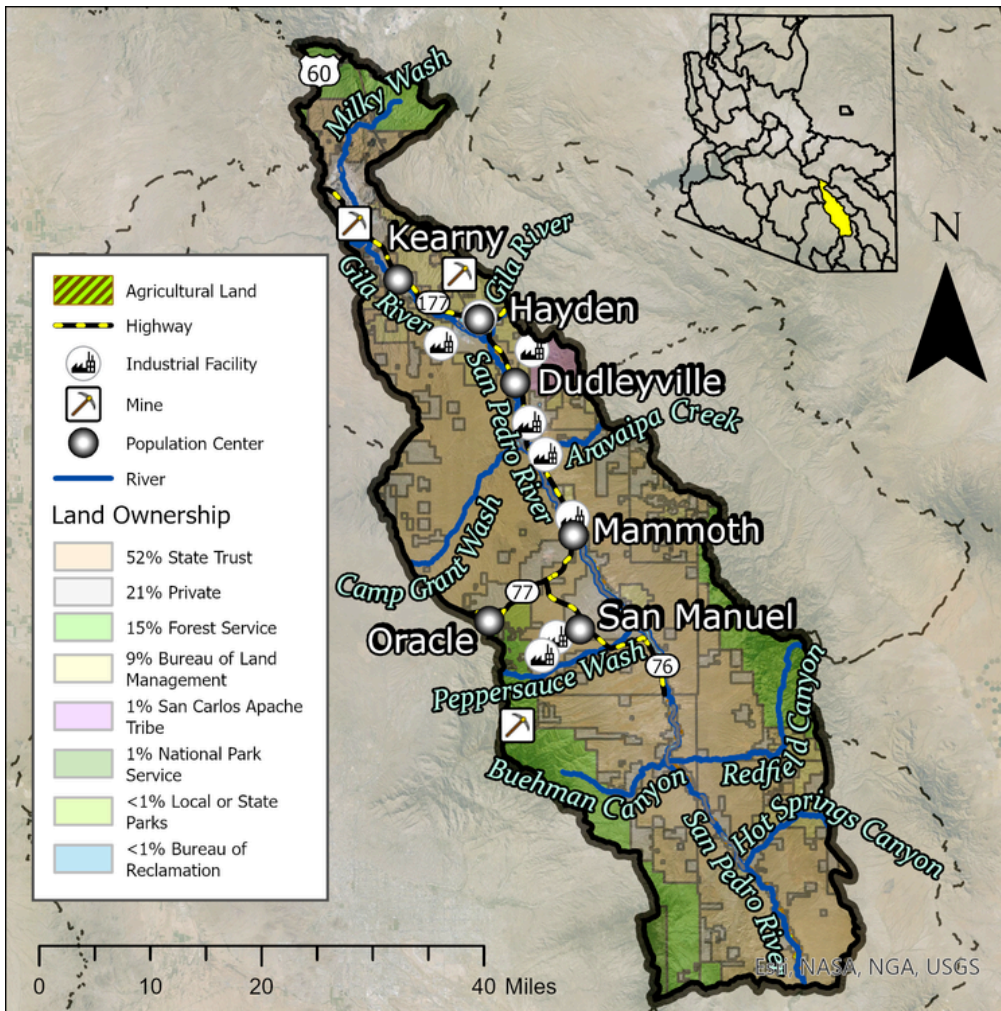 60
Milky Wash
N
Kearny
Gila River
Gila River
177
Hayden
San Pedro River
Dudleyville
Aravaipa Creek
Mammoth
Camp Grant Wash
77
Oracle
San Manuel
Peppersauce Wash
76
Redfield Canyon
Buehman Canyon
Hot Springs Canyon
San Pedro River
Agricultural Land
Highway
Industrial Facility
Mine
Population Center
River
Land Ownership
52% State Trust
21% Private
15% Forest Service
9% Bureau of Land
Management
1% San Carlos Apache
Tribe
1% National Park
Service
<1% Local or State
Parks
<1% Bureau of
Reclamation
0 10 20 40 Miles
Esri, NASA, NGA, USGS